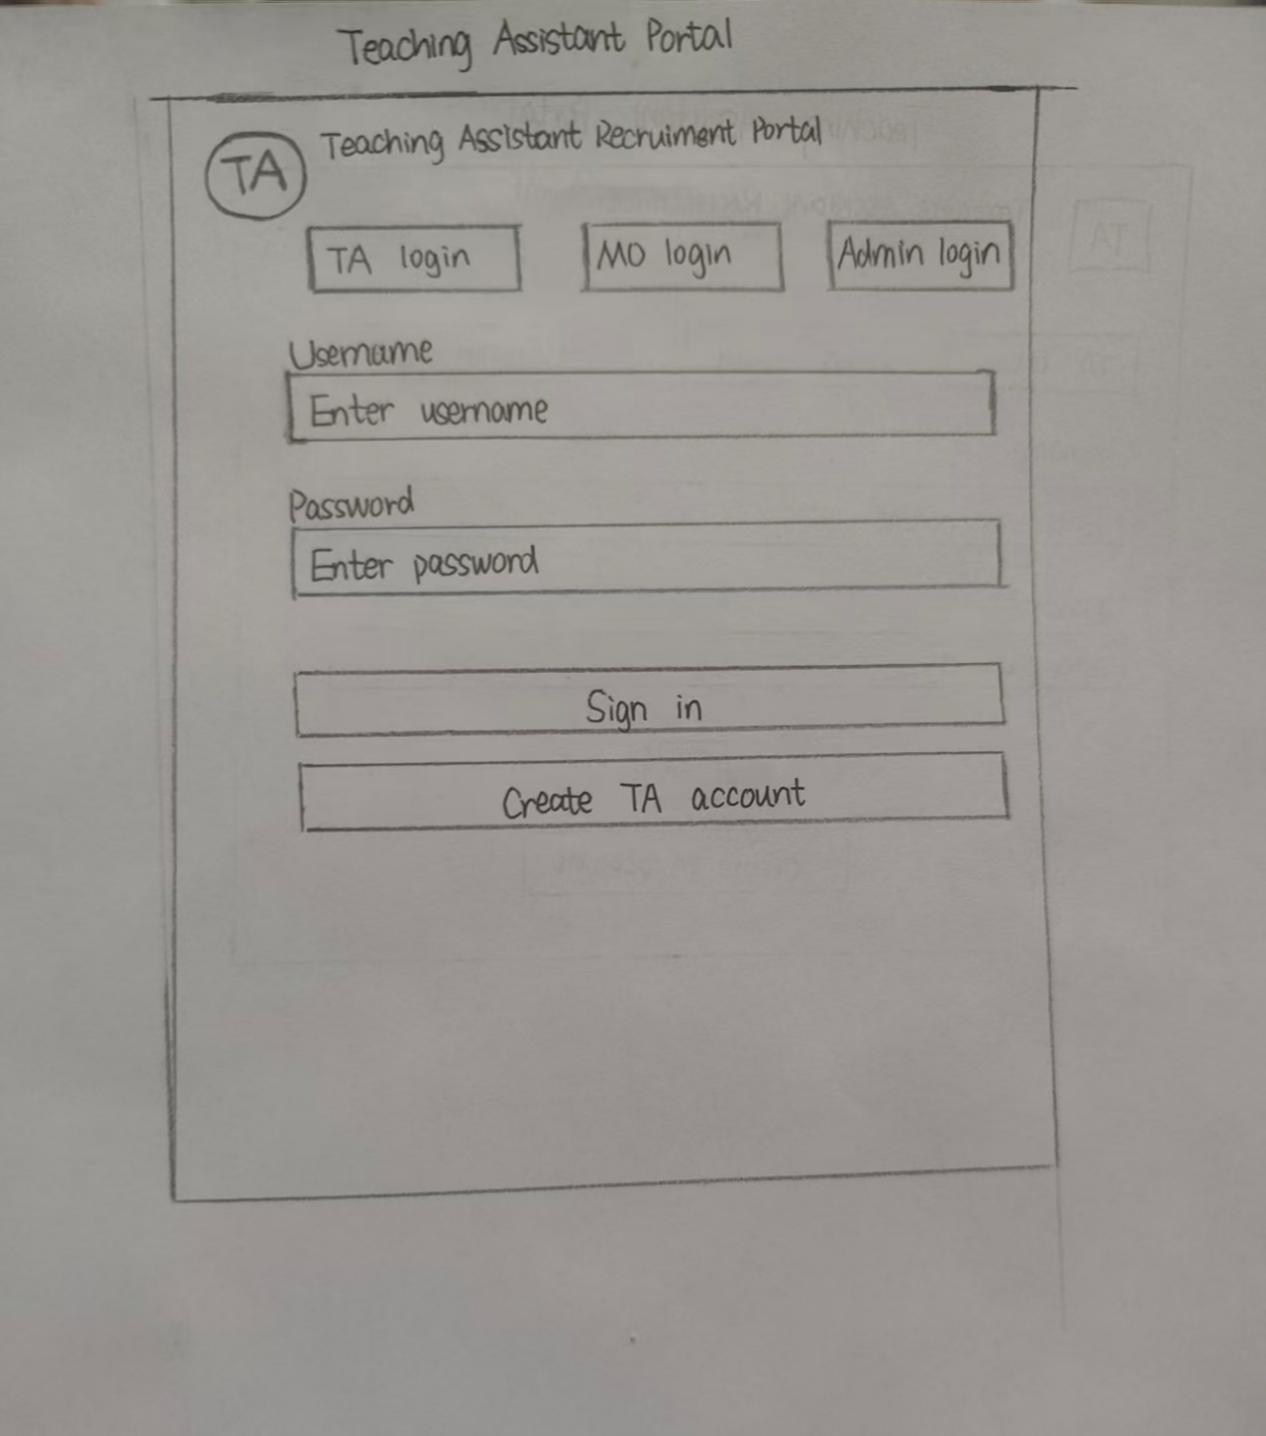 Teaching Assistant Portal
TA
Teaching Assistant Recruiment Portal
TA login
MO login
Admin login
Username
Enter username
Password
Enter password
Sign in
Create TA account